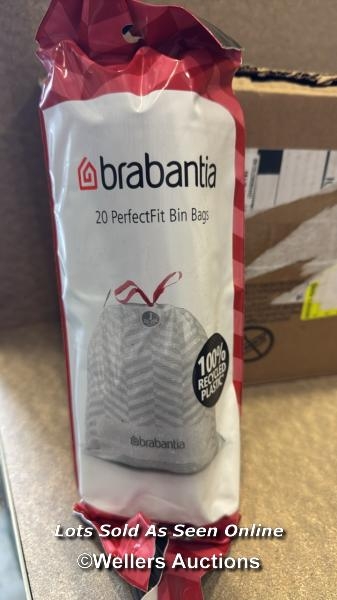 brabantia
20 PerfectFit Bin Bags
100%
RECYCLED
PLASTIC
brabantia
Lots Sold As Seen Online
©Wellers Auctions